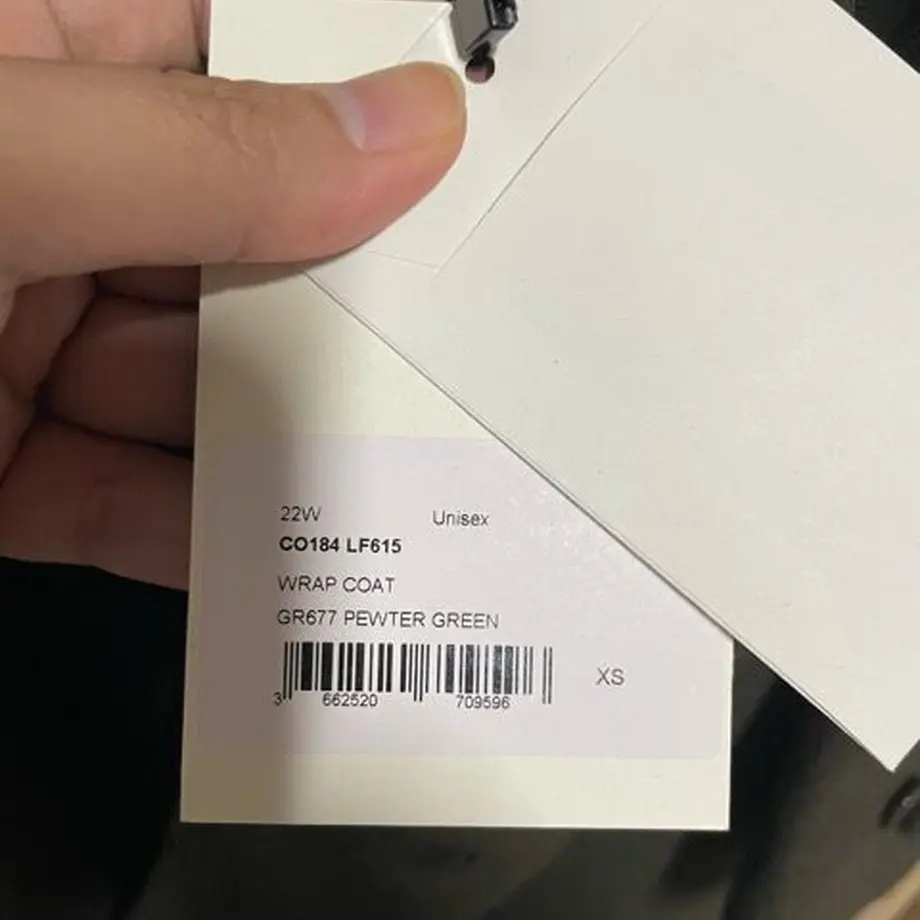 22W Unisex
CO184 LF615
WRAP COAT
GR677 PEWTER GREEN
XS
3 662520 709596